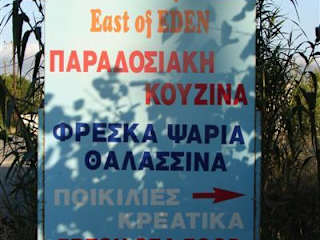 East of EDEN
ΠΑΡΑΔΟΣΙΑΚΗ
ΚΟΥΖΙΝΑ
ΦΡΕΣΚΑ ΨΑΡΙΑ
ΘΑΛΑΣΣΙΝΑ
ΠΟΙΚΙΛΙΕΣ
ΚΡΕΑΤΙΚΑ